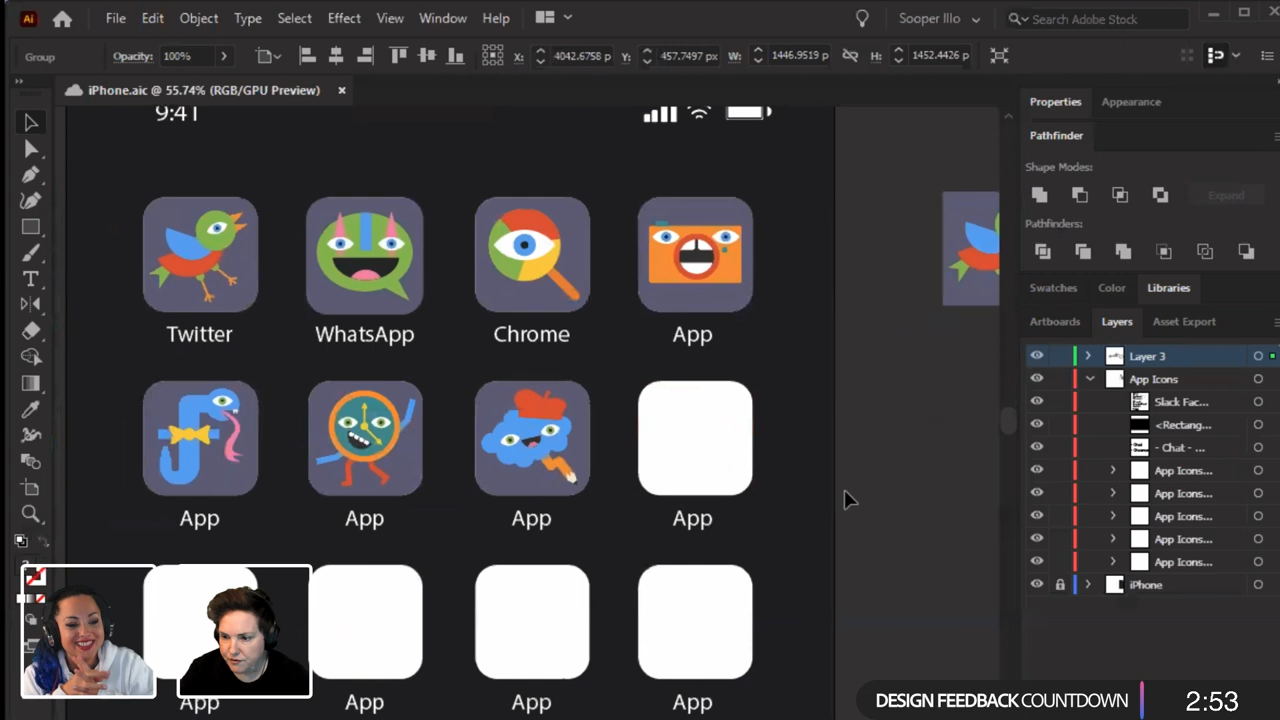 Ai File Edit Object Type Select Effect View Window Help Sooper Illo Search Adobe Stock
Group Opacity: 100% X: 4042.6758 p Y: 457.7497 px W: 1446.9519 p H: 1452.4426 p
iPhone.aic @ 55.74% (RGB/GPU Preview)
Properties Appearance
9:41
Pathfinder
Shape Modes:
Expand
Pathfinders:
Twitter WhatsApp Chrome App
Swatches Color Libraries
Artboards Layers Asset Export
Layer 3
App Icons
Slack Fac...
<Rectang...
- Chat - ...
App Icons...
App Icons...
App Icons...
App Icons...
App Icons...
iPhone
App App App App
App App App App
DESIGN FEEDBACK COUNTDOWN 2:53